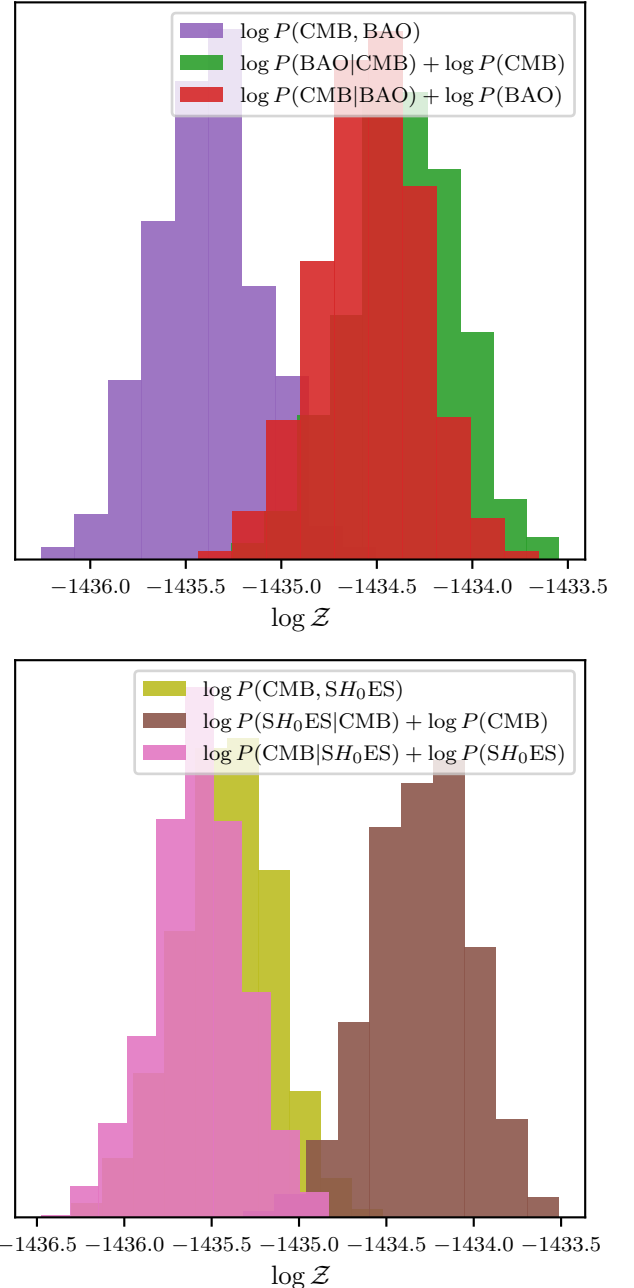 log P(CMB, BAO)
log P(BAO|CMB) + log P(CMB)
log P(CMB|BAO) + log P(BAO)
−1436.0 −1435.5 −1435.0 −1434.5 −1434.0 −1433.5
log 𝒵
log P(CMB, SH₀ES)
log P(SH₀ES|CMB) + log P(CMB)
log P(CMB|SH₀ES) + log P(SH₀ES)
−1436.5 −1436.0 −1435.5 −1435.0 −1434.5 −1434.0 −1433.5
log 𝒵